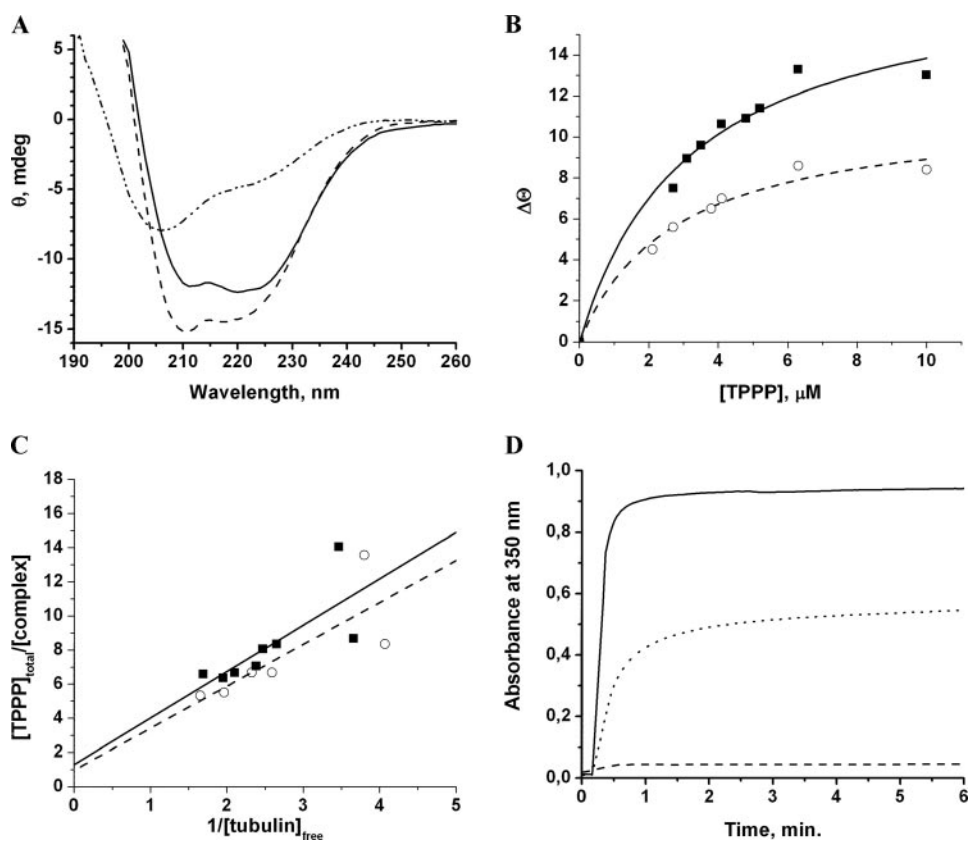 A
5
0
-5
-10
-15
190 200 210 220 230 240 250 260
θ, mdeg
Wavelength, nm
B
14
12
10
8
6
4
2
0
0 2 4 6 8 10
ΔΘ
[TPPP], μM
C
18
16
14
12
10
8
6
4
2
0
0 1 2 3 4 5
[TPPP]total/[complex]
1/[tubulin]free
D
1,0
0,8
0,6
0,4
0,2
0,0
0 1 2 3 4 5 6
Absorbance at 350 nm
Time, min.